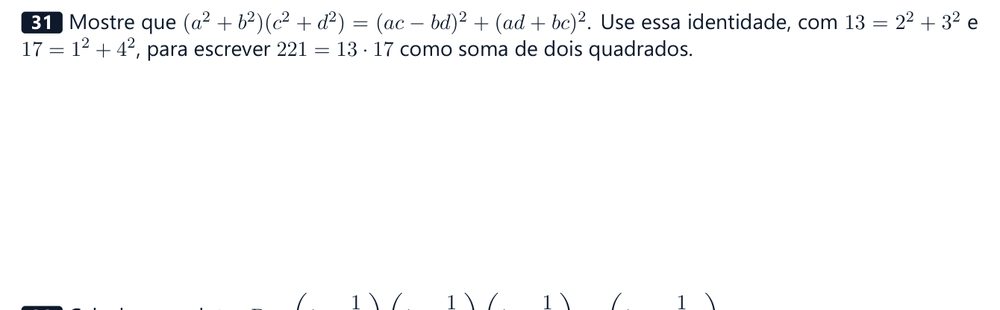 31 Mostre que (a² + b²)(c² + d²) = (ac − bd)² + (ad + bc)². Use essa identidade, com 13 = 2² + 3² e
17 = 1² + 4², para escrever 221 = 13 · 17 como soma de dois quadrados.